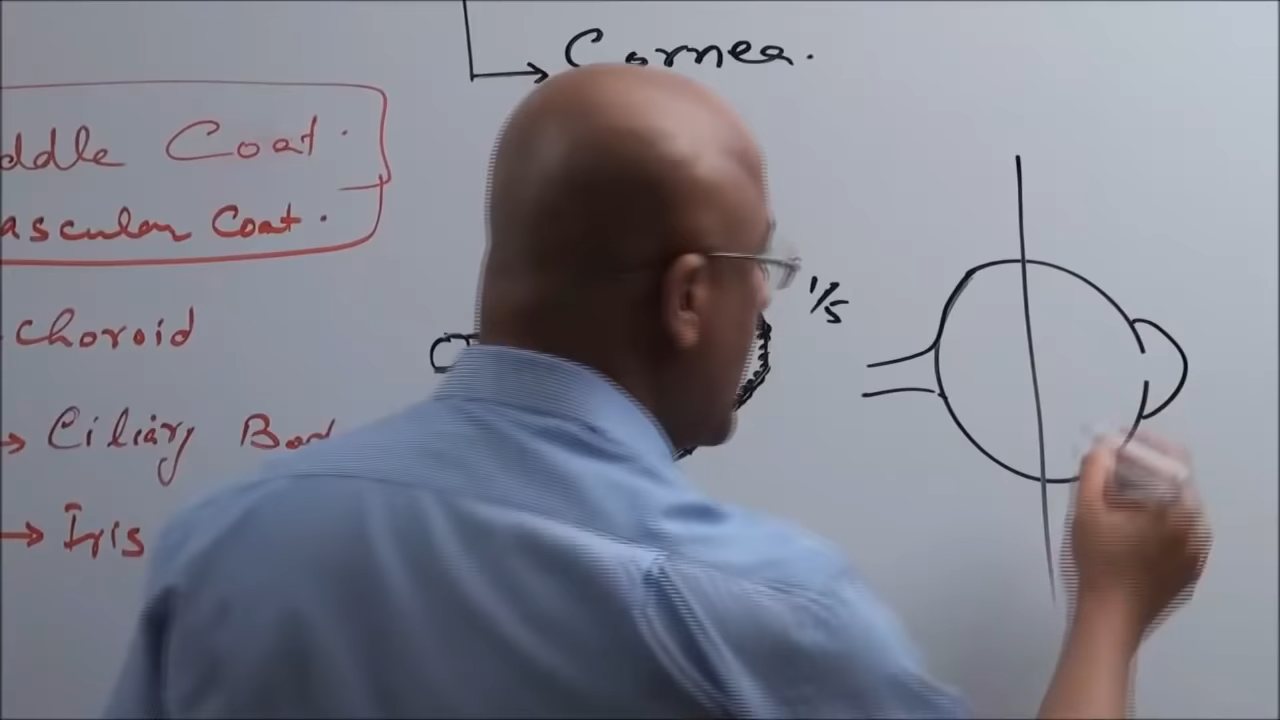 Cornea.
ddle Coat.
ascular Coat.
1/5
Choroid
→ Ciliary Bod
→ Iris